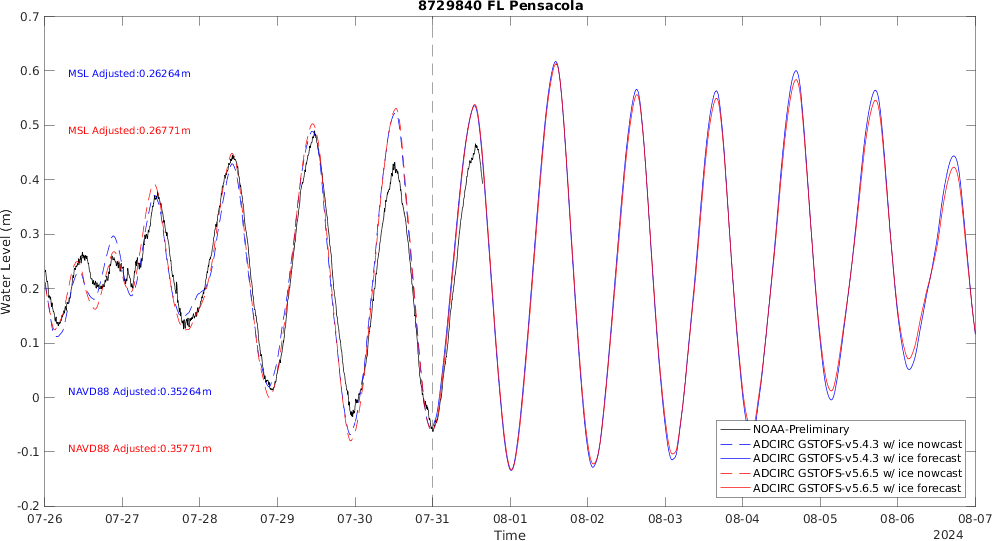 8729840 FL Pensacola
0.7
0.6
0.5
0.4
0.3
0.2
0.1
0
-0.1
-0.2
Water Level (m)
MSL Adjusted:0.26264m
MSL Adjusted:0.26771m
NAVD88 Adjusted:0.35264m
NAVD88 Adjusted:0.35771m
NOAA-Preliminary
ADCIRC GSTOFS-v5.4.3 w/ ice nowcast
ADCIRC GSTOFS-v5.4.3 w/ ice forecast
ADCIRC GSTOFS-v5.6.5 w/ ice nowcast
ADCIRC GSTOFS-v5.6.5 w/ ice forecast
07-26 07-27 07-28 07-29 07-30 07-31 08-01 08-02 08-03 08-04 08-05 08-06 08-07
Time
2024